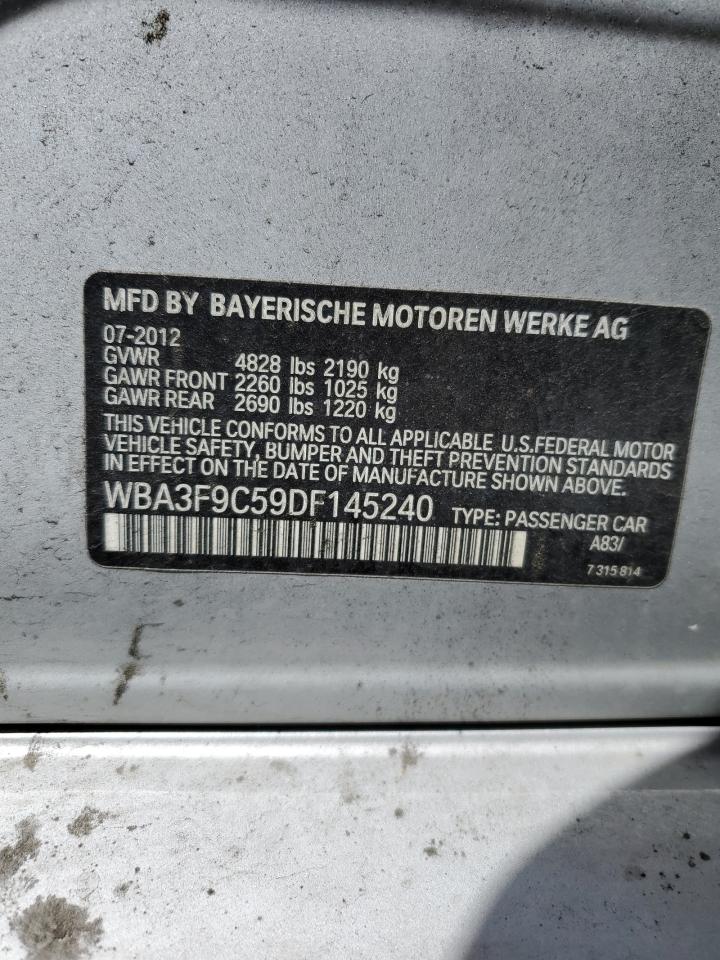 MFD BY BAYERISCHE MOTOREN WERKE AG
07-2012
GVWR 4828 lbs 2190 kg
GAWR FRONT 2260 lbs 1025 kg
GAWR REAR 2690 lbs 1220 kg
THIS VEHICLE CONFORMS TO ALL APPLICABLE U.S.FEDERAL MOTOR
VEHICLE SAFETY, BUMPER AND THEFT PREVENTION STANDARDS
IN EFFECT ON THE DATE OF MANUFACTURE SHOWN ABOVE.
WBA3F9C59DF145240 TYPE: PASSENGER CAR
A83/
7 315 814